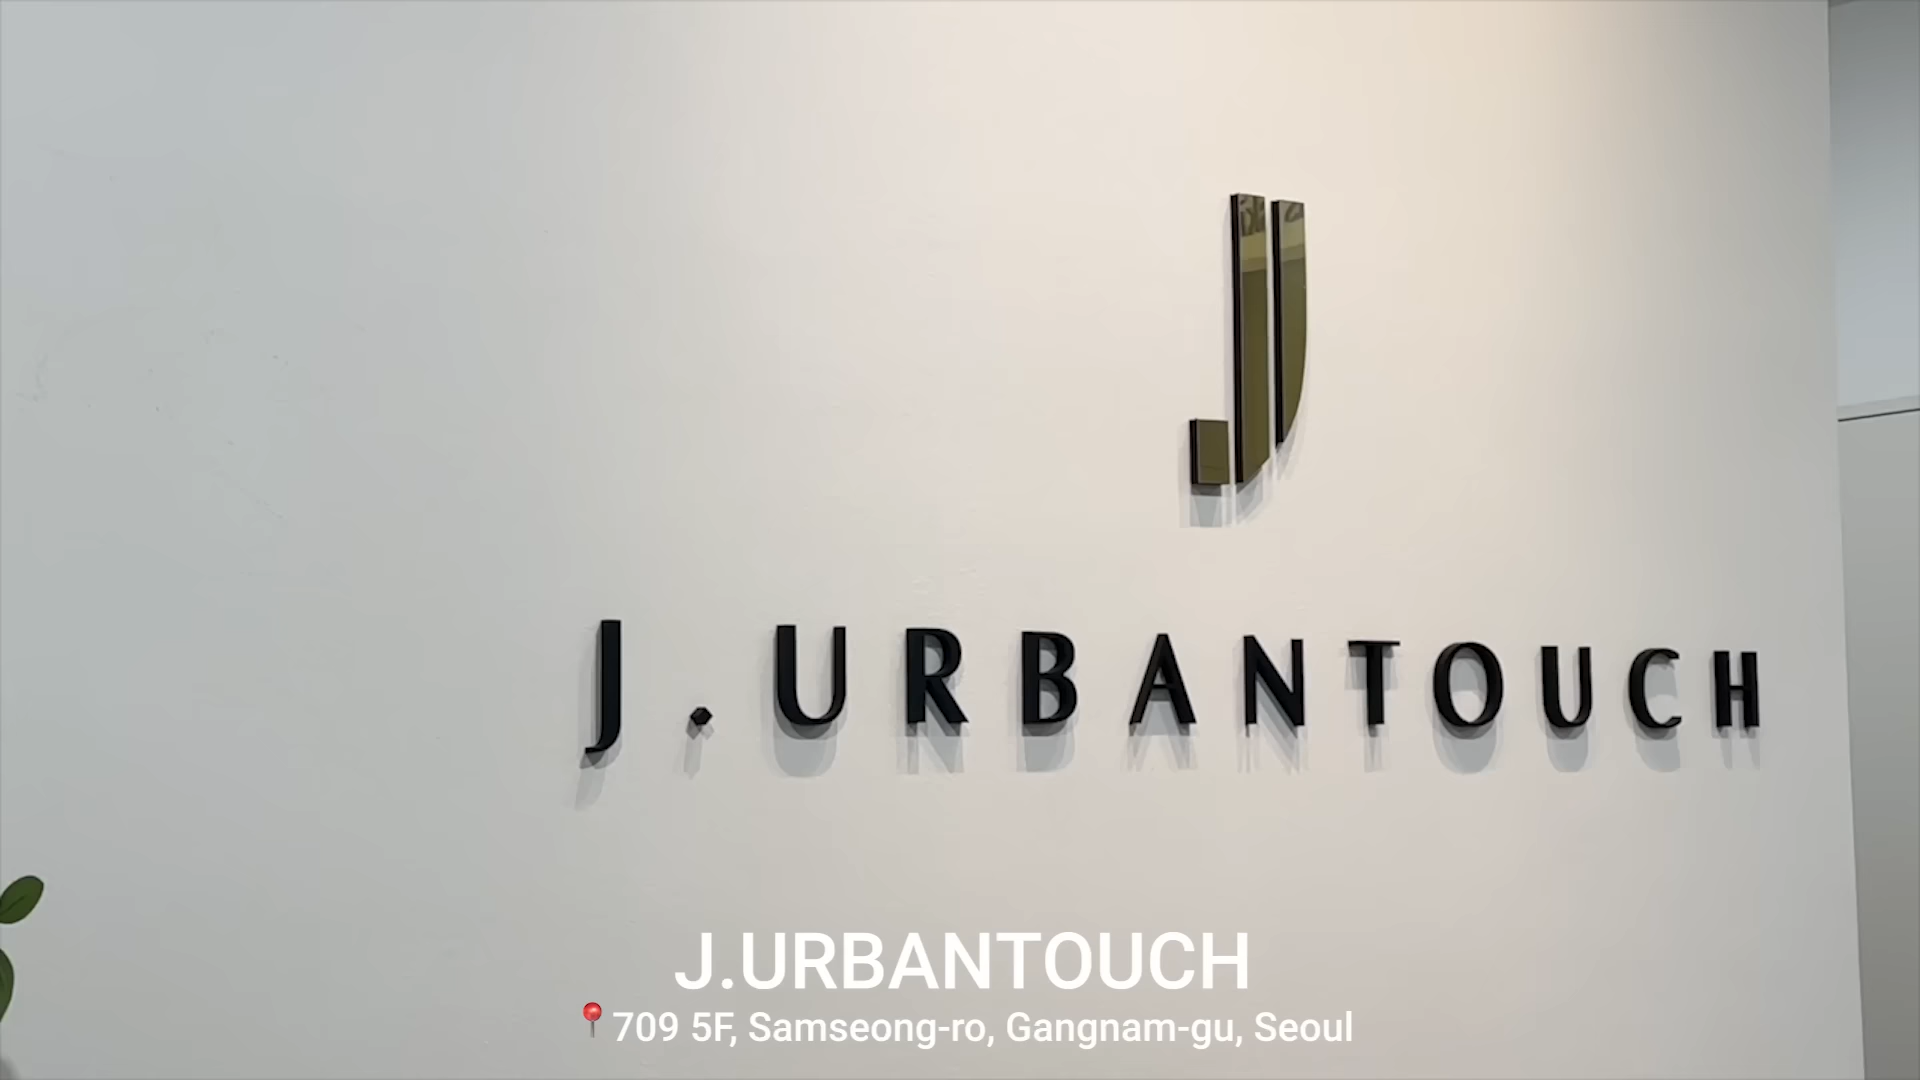 J
J.URBANTOUCH
J.URBANTOUCH
📍709 5F, Samseong-ro, Gangnam-gu, Seoul